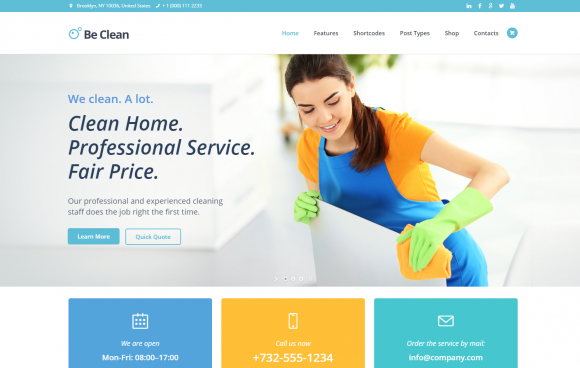 Brooklyn, NY 10036, United States + 1 (800) 111 2233
Be Clean
Home Features Shortcodes Post Types Shop Contacts
We clean. A lot.
Clean Home.
Professional Service.
Fair Price.
Our professional and experienced cleaning
staff does the job right the first time.
Learn More Quick Quote
We are open
Mon-Fri: 08:00–17:00
Call us now
+732-555-1234
Order the service by mail:
info@company.com